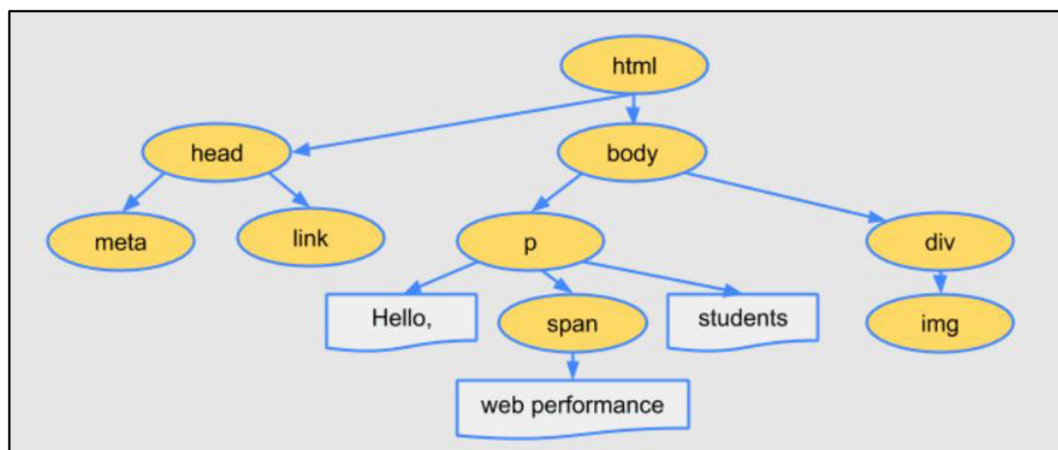 html
head
body
meta
link
p
div
Hello,
span
students
img
web performance